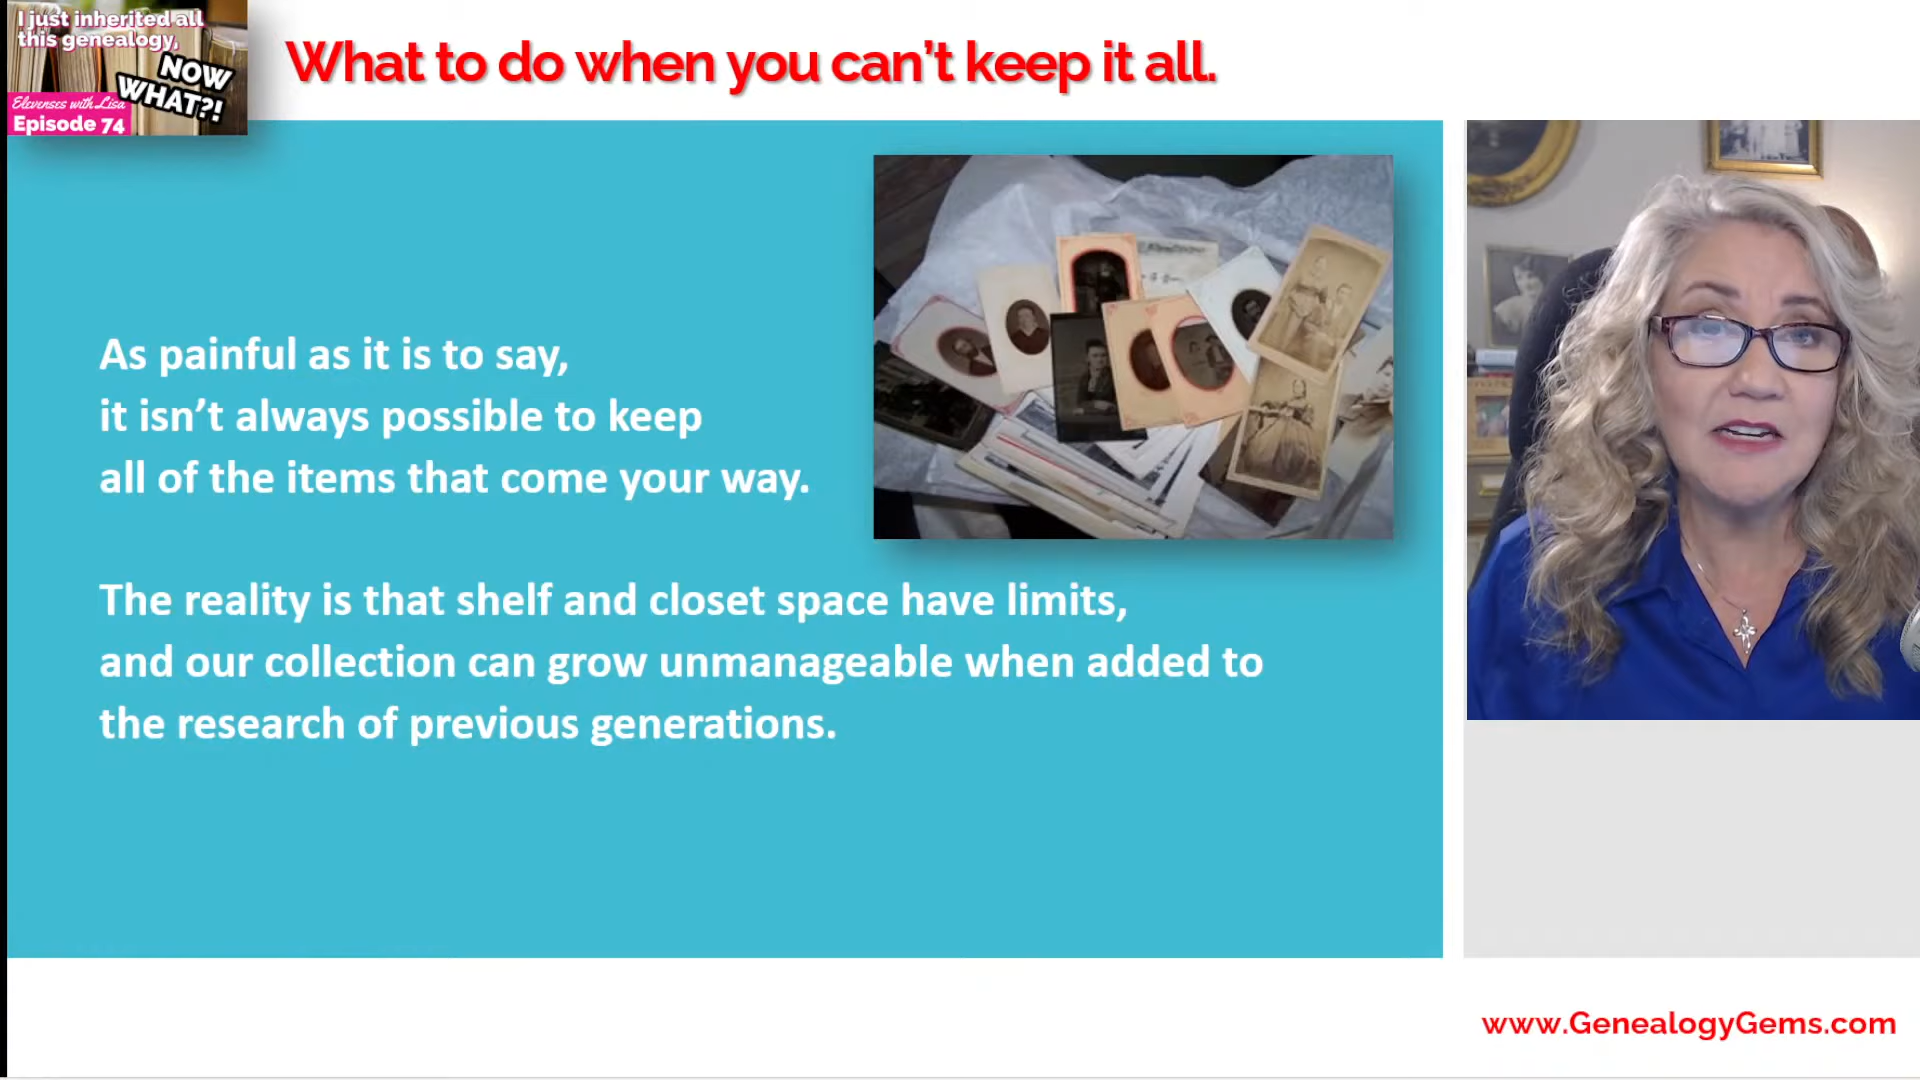 I just inherited all
this genealogy,
NOW
WHAT?!
Elevenses with Lisa
Episode 74
What to do when you can’t keep it all.
As painful as it is to say,
it isn’t always possible to keep
all of the items that come your way.
The reality is that shelf and closet space have limits,
and our collection can grow unmanageable when added to
the research of previous generations.
www.GenealogyGems.com